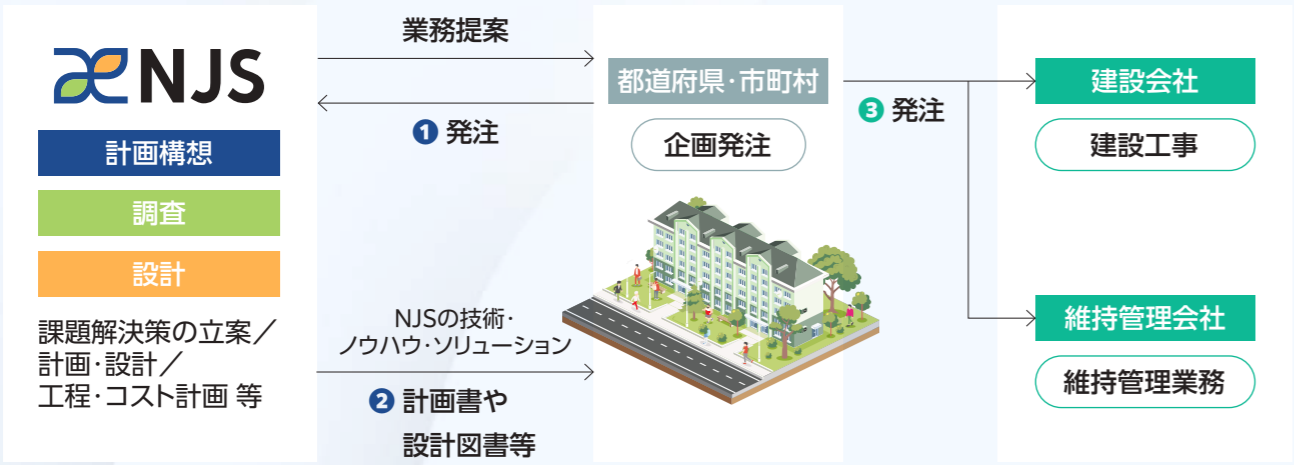 NJS
計画構想
調査
設計
課題解決策の立案／
計画・設計／
工程・コスト計画 等
業務提案
❶ 発注
NJSの技術・
ノウハウ・ソリューション
❷ 計画書や
設計図書等
都道府県・市町村
企画発注
❸ 発注
建設会社
建設工事
維持管理会社
維持管理業務